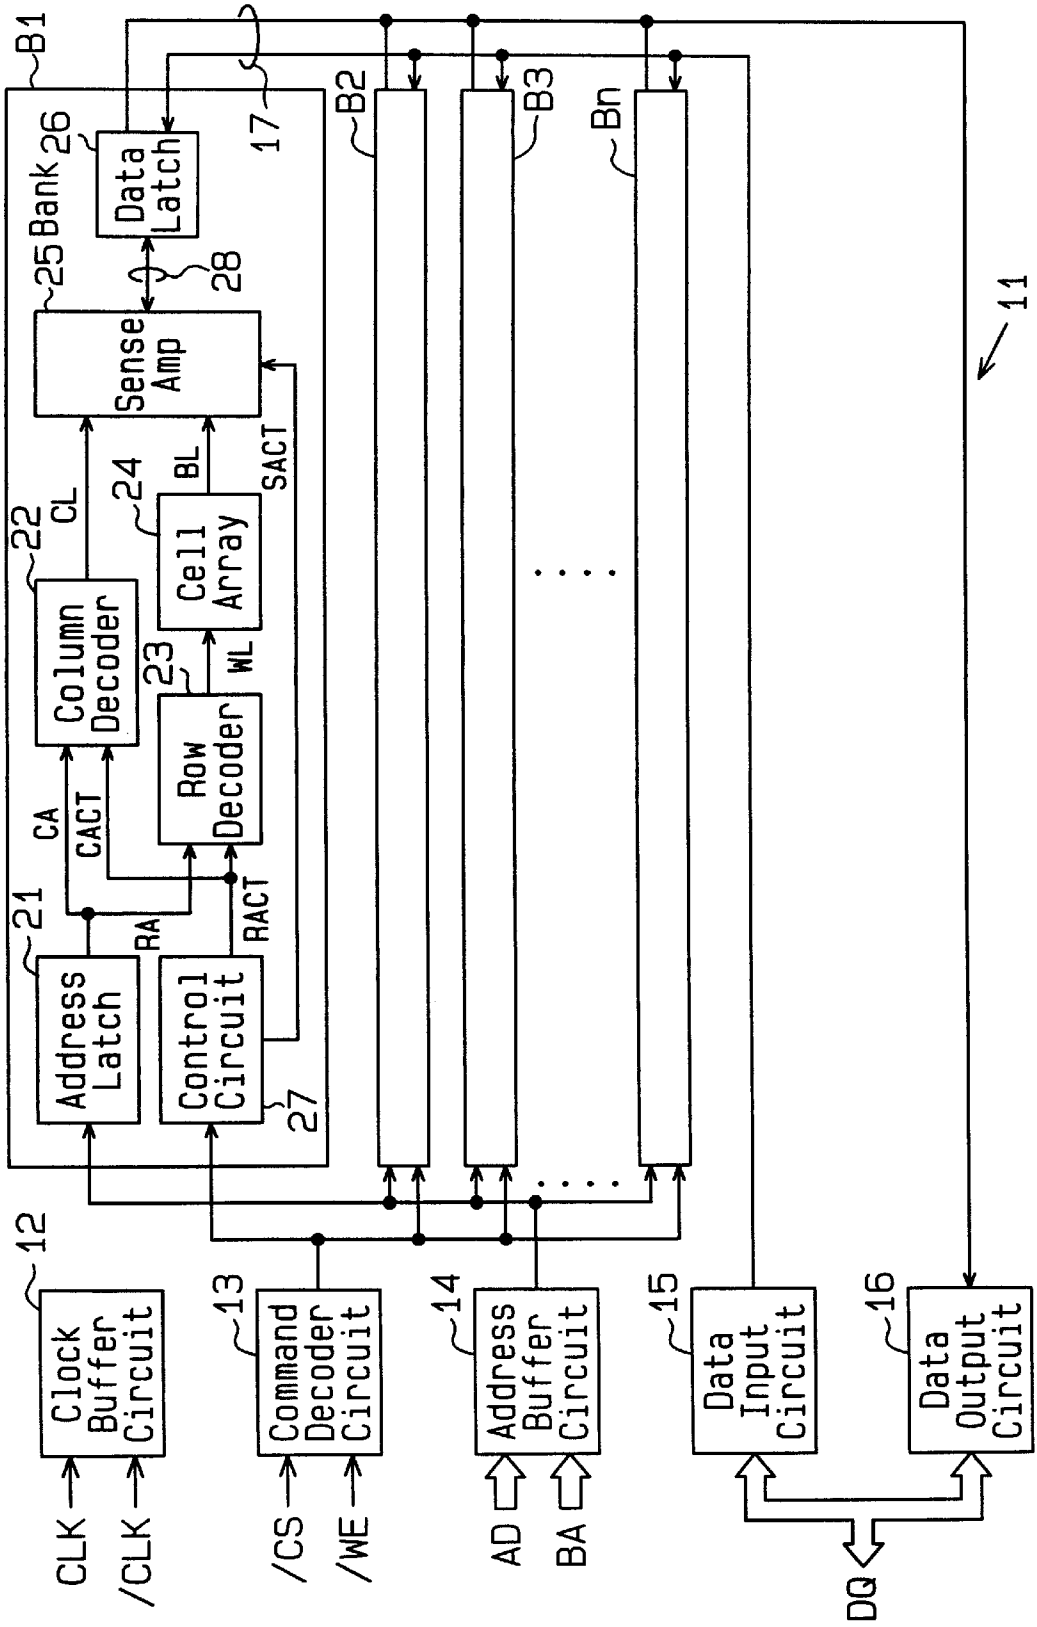 CLK
/CLK
12
Clock
Buffer
Circuit
/CS
/WE
13
Command
Decoder
Circuit
AD
BA
14
Address
Buffer
Circuit
DQ
15
Data
Input
Circuit
16
Data
Output
Circuit
B1
Bank
21
Address
Latch
27
Control
Circuit
CA
CACT
RA
RACT
22
Column
Decoder
23
Row
Decoder
WL
24
Cell
Array
CL
BL
SACT
25
Sense
Amp
28
26
Data
Latch
17
B2
B3
. . . .
. . . .
Bn
11